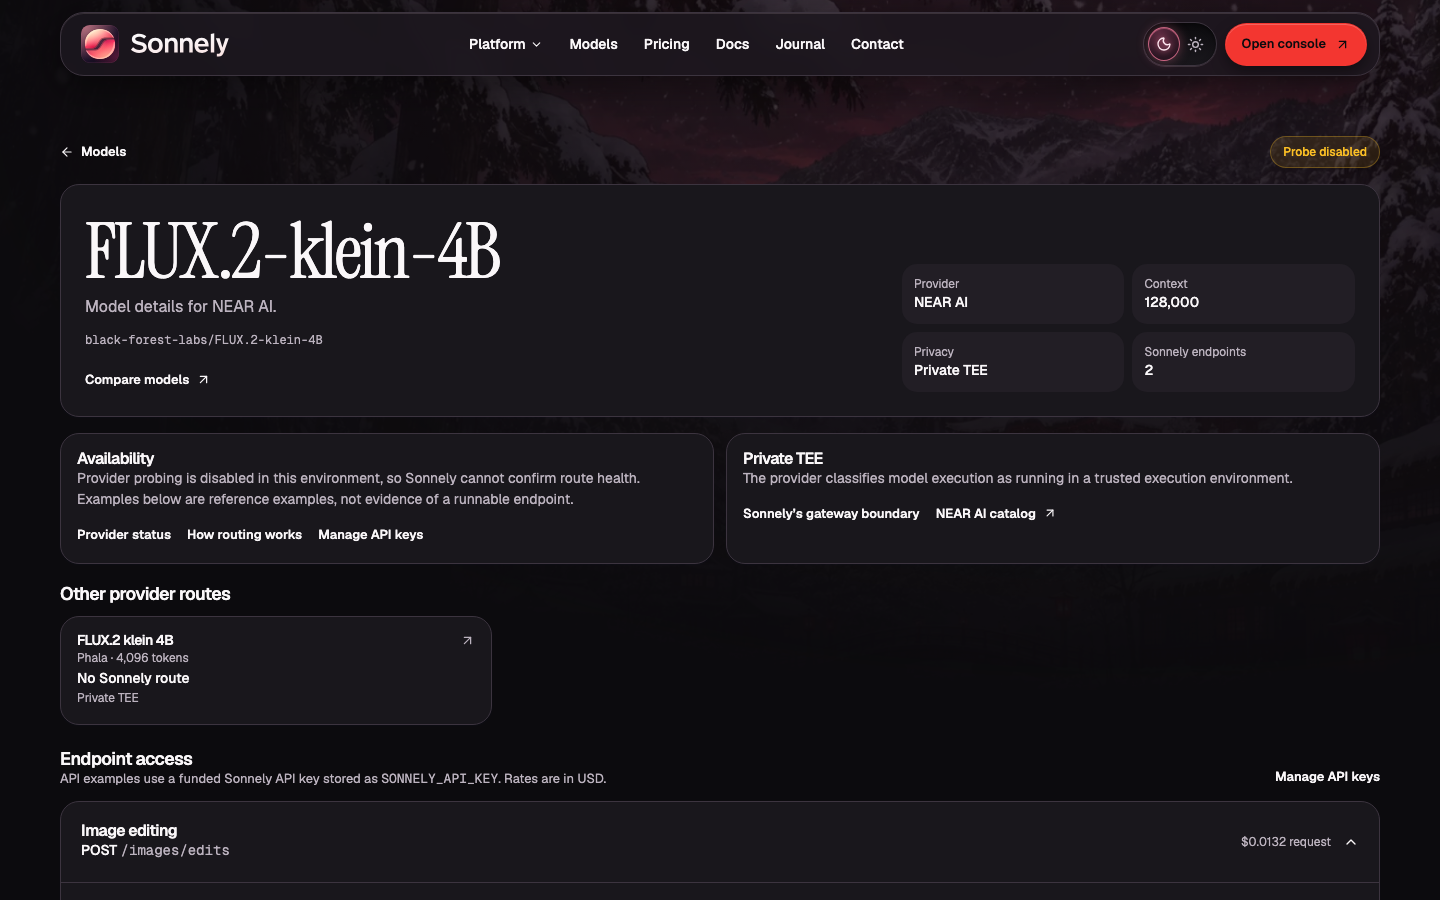 Sonnely
Platform
Models
Pricing
Docs
Journal
Contact
Open console
Models
Probe disabled
FLUX.2-klein-4B
Model details for NEAR AI.
black-forest-labs/FLUX.2-klein-4B
Compare models
Provider
NEAR AI
Context
128,000
Privacy
Private TEE
Sonnely endpoints
2
Availability
Provider probing is disabled in this environment, so Sonnely cannot confirm route health.
Examples below are reference examples, not evidence of a runnable endpoint.
Provider status How routing works Manage API keys
Private TEE
The provider classifies model execution as running in a trusted execution environment.
Sonnely's gateway boundary NEAR AI catalog
Other provider routes
FLUX.2 klein 4B
Phala · 4,096 tokens
No Sonnely route
Private TEE
Endpoint access
API examples use a funded Sonnely API key stored as SONNELY_API_KEY. Rates are in USD.
Manage API keys
Image editing
POST /images/edits
$0.0132 request